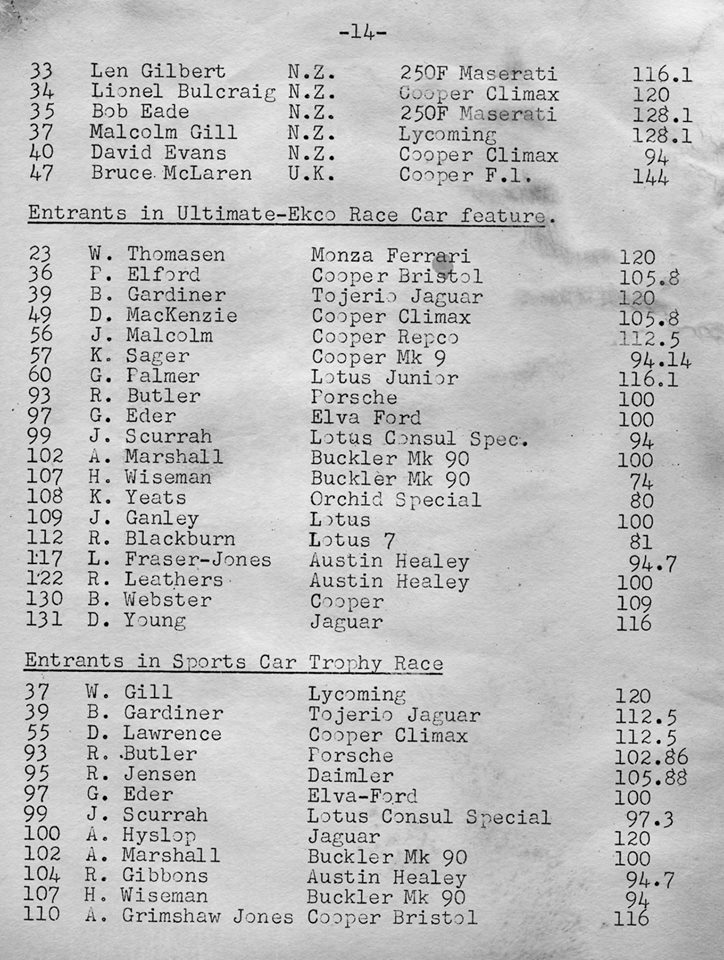 -14-
33 Len Gilbert N.Z. 250F Maserati 116.1
34 Lionel Bulcraig N.Z. Cooper Climax 120
35 Bob Eade N.Z. 250F Maserati 128.1
37 Malcolm Gill N.Z. Lycoming 128.1
40 David Evans N.Z. Cooper Climax 94
47 Bruce McLaren U.K. Cooper F.1. 144
Entrants in Ultimate-Ekco Race Car feature.
23 W. Thomasen Monza Ferrari 120
36 P. Elford Cooper Bristol 105.8
39 B. Gardiner Tojerio Jaguar 120
49 D. MacKenzie Cooper Climax 105.8
56 J. Malcolm Cooper Repco 112.5
57 K. Sager Cooper Mk 9 94.14
60 G. Palmer Lotus Junior 116.1
93 R. Butler Porsche 100
97 G. Eder Elva Ford 100
99 J. Scurrah Lotus Consul Spec. 94
102 A. Marshall Buckler Mk 90 100
107 H. Wiseman Buckler Mk 90 74
108 K. Yeats Orchid Special 80
109 J. Ganley Lotus 100
112 R. Blackburn Lotus 7 81
117 L. Fraser-Jones Austin Healey 94.7
122 R. Leathers Austin Healey 100
130 B. Webster Cooper 109
131 D. Young Jaguar 116
Entrants in Sports Car Trophy Race
37 W. Gill Lycoming 120
39 B. Gardiner Tojerio Jaguar 112.5
55 D. Lawrence Cooper Climax 112.5
93 R. Butler Porsche 102.86
95 R. Jensen Daimler 105.88
97 G. Eder Elva-Ford 100
99 J. Scurrah Lotus Consul Special 97.3
100 A. Hyslop Jaguar 120
102 A. Marshall Buckler Mk 90 100
104 R. Gibbons Austin Healey 94.7
107 H. Wiseman Buckler Mk 90 94
110 A. Grimshaw Jones Cooper Bristol 116